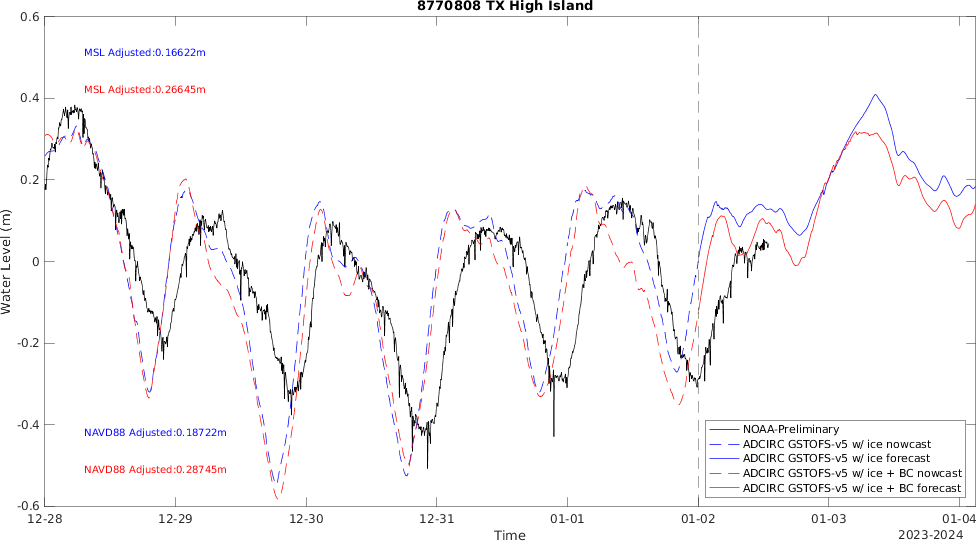 8770808 TX High Island
0.6
MSL Adjusted:0.16622m
MSL Adjusted:0.26645m
0.4
0.2
0
-0.2
-0.4
-0.6
Water Level (m)
NAVD88 Adjusted:0.18722m
NAVD88 Adjusted:0.28745m
NOAA-Preliminary
ADCIRC GSTOFS-v5 w/ ice nowcast
ADCIRC GSTOFS-v5 w/ ice forecast
ADCIRC GSTOFS-v5 w/ ice + BC nowcast
ADCIRC GSTOFS-v5 w/ ice + BC forecast
12-28 12-29 12-30 12-31 01-01 01-02 01-03 01-04
Time
2023-2024